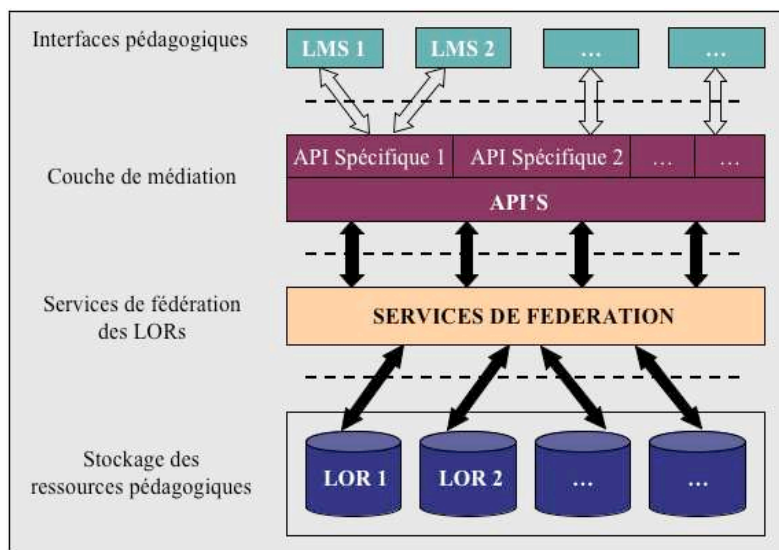 Interfaces pédagogiques
LMS 1
LMS 2
...
...
Couche de médiation
API Spécifique 1
API Spécifique 2
...
...
API'S
Services de fédération
des LORs
SERVICES DE FEDERATION
Stockage des
ressources pédagogiques
LOR 1
LOR 2
...
...